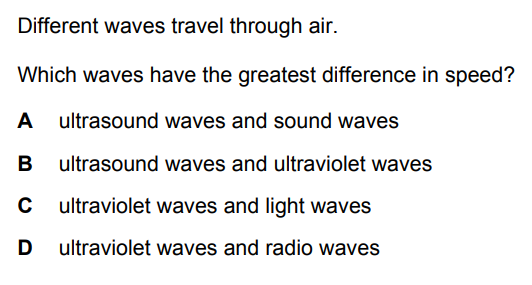 Different waves travel through air.
Which waves have the greatest difference in speed?
A ultrasound waves and sound waves
B ultrasound waves and ultraviolet waves
C ultraviolet waves and light waves
D ultraviolet waves and radio waves